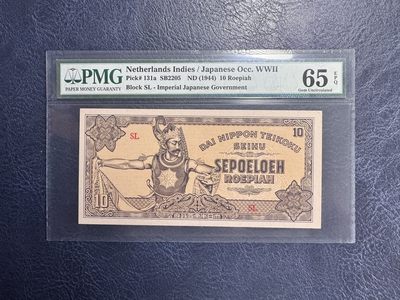 PMG
PAPER MONEY GUARANTY
Netherlands Indies / Japanese Occ. WWII
Pick# 131a SB2205 ND (1944) 10 Roepiah
Block SL - Imperial Japanese Government
65 EPQ
Gem Uncirculated
10
DAI NIPPON TEIKOKU
SEIHU
SL
SEPOELOEH
ROEPIAH
10
SL